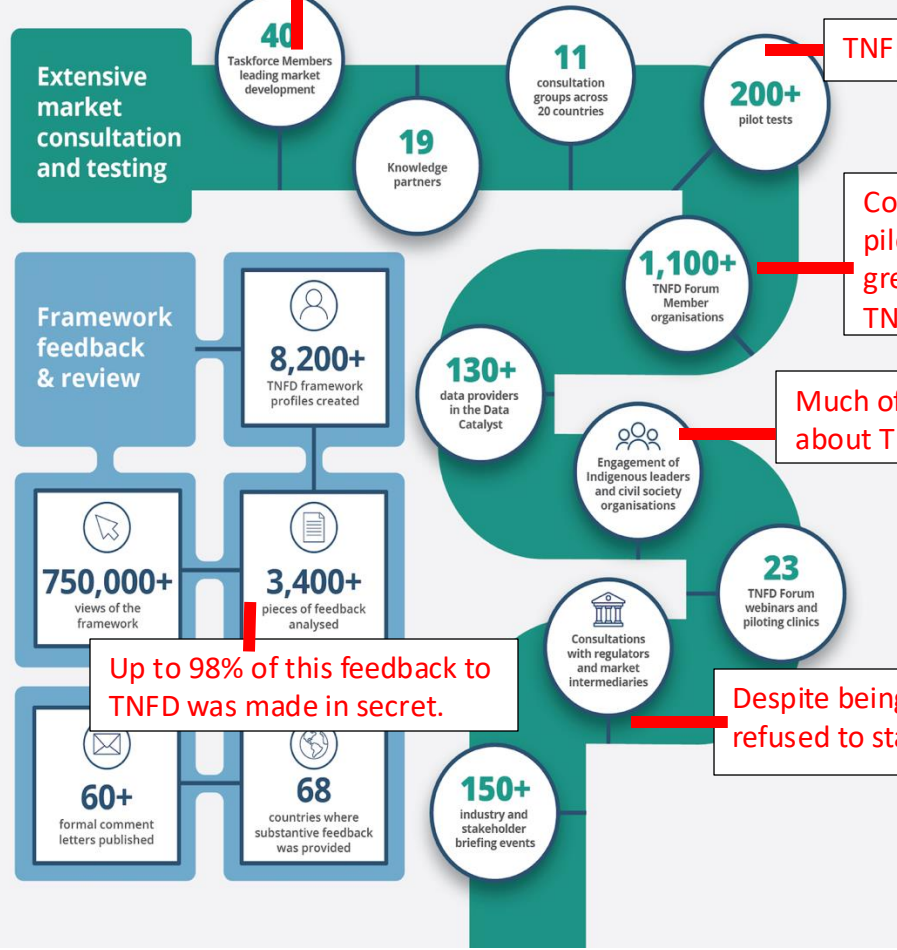 Extensive
market
consultation
and testing
40
Taskforce Members
leading market
development
19
Knowledge
partners
11
consultation
groups across
20 countries
200+
pilot tests
TNF
1,100+
TNFD Forum
Member
organisations
Co
pil
gre
TN
130+
data providers
in the Data
Catalyst
Engagement of
Indigenous leaders
and civil society
organisations
Much of
about T
23
TNFD Forum
webinars and
piloting clinics
Consultations
with regulators
and market
intermediaries
Despite being
refused to sta
150+
industry and
stakeholder
briefing events
Framework
feedback
& review
8,200+
TNFD framework
profiles created
750,000+
views of the
framework
3,400+
pieces of feedback
analysed
Up to 98% of this feedback to
TNFD was made in secret.
60+
formal comment
letters published
68
countries where
substantive feedback
was provided